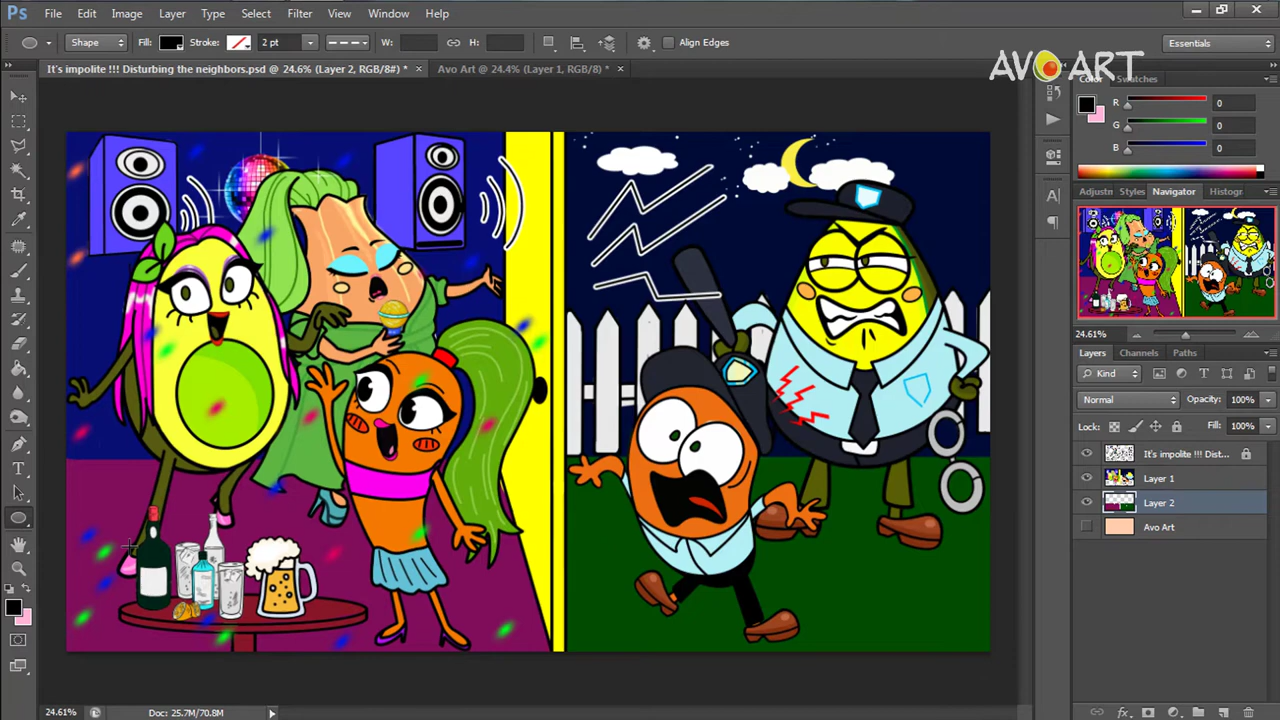 Ps File Edit Image Layer Type Select Filter View Window Help
Shape Fill: Stroke: 2 pt W: H: Align Edges Essentials
It's impolite !!! Disturbing the neighbors.psd @ 24.6% (Layer 2, RGB/8#) * × Avo Art @ 24.4% (Layer 1, RGB/8) * ×
AVO ART
Color Swatches
R 0
G 0
B 0
Adjustm Styles Navigator Histogr
24.61%
Layers Channels Paths
Kind
Normal Opacity: 100%
Lock: Fill: 100%
It's impolite !!! Dist...
Layer 1
Layer 2
Avo Art
24.61% Doc: 25.7M/70.8M